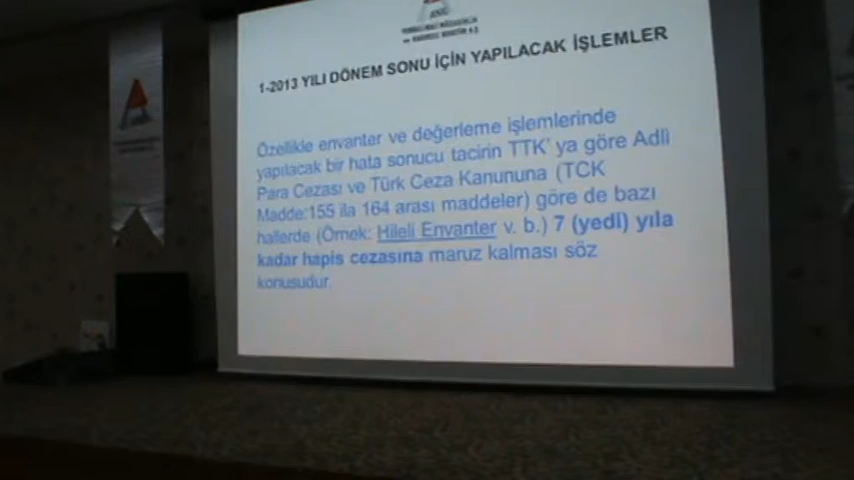 1-2013 YILI DÖNEM SONU İÇİN YAPILACAK İŞLEMLER
Özellikle envanter ve değerleme işlemlerinde
yapılacak bir hata sonucu tacirin TTK' ya göre Adli
Para Cezası ve Türk Ceza Kanununa (TCK
Madde:155 ila 164 arası maddeler) göre de bazı
hallerde (Örnek: Hileli Envanter v. b.) 7 (yedi) yıla
kadar hapis cezasına maruz kalması söz
konusudur.